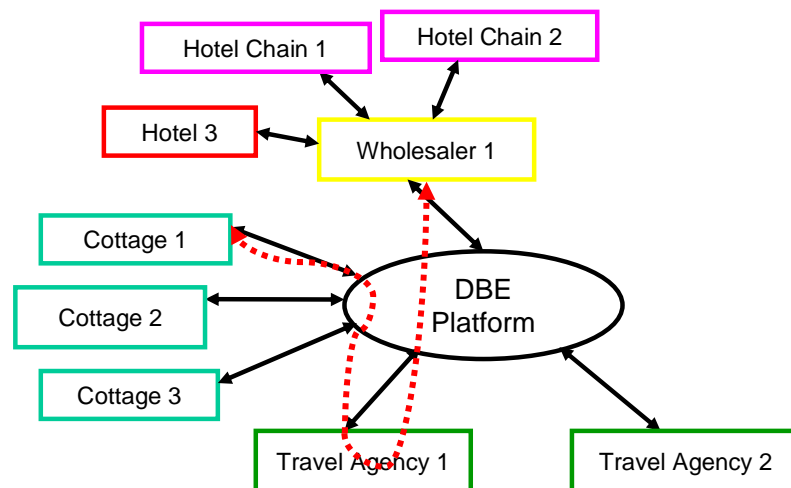 Hotel Chain 1
Hotel Chain 2
Hotel 3
Wholesaler 1
Cottage 1
Cottage 2
Cottage 3
DBE
Platform
Travel Agency 1
Travel Agency 2